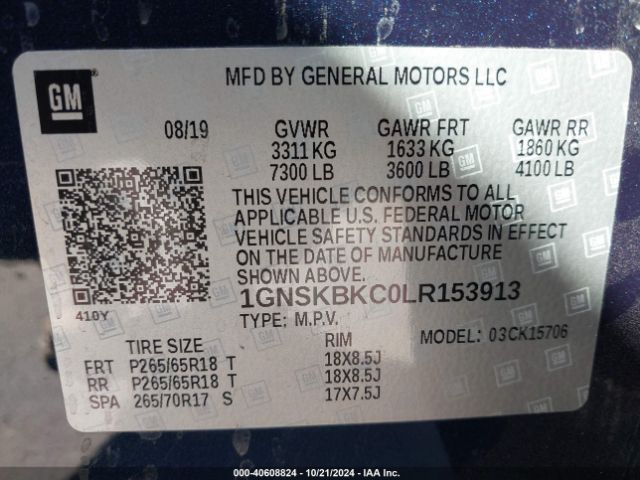 GM
MFD BY GENERAL MOTORS LLC
08/19 GVWR GAWR FRT GAWR RR
3311 KG 1633 KG 1860 KG
7300 LB 3600 LB 4100 LB
THIS VEHICLE CONFORMS TO ALL
APPLICABLE U.S. FEDERAL MOTOR
VEHICLE SAFETY STANDARDS IN EFFECT
ON THE DATE OF MANUFACTURE
SHOWN ABOVE.
410Y 1GNSKBKC0LR153913
TYPE: M.P.V. MODEL: 03CK15706
TIRE SIZE RIM
FRT P265/65R18 T 18X8.5J
RR P265/65R18 T 18X8.5J
SPA 265/70R17 S 17X7.5J
000-40608824 - 10/21/2024 - IAA Inc.